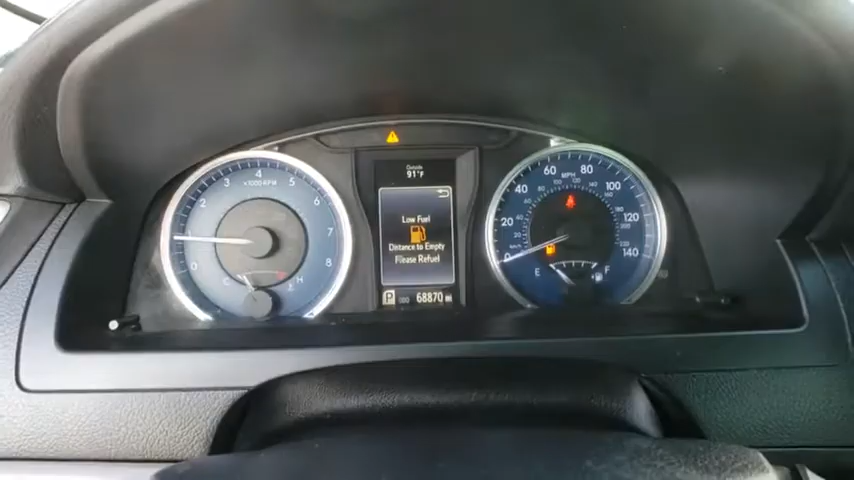 Outside
91°F
Low Fuel
Distance to Empty
Please Refuel
P
ODO 68870
0 1 2 3 4 5 6 7 8
x1000 RPM
C H
0 20 40 60 80 100 120 140
MPH
E F